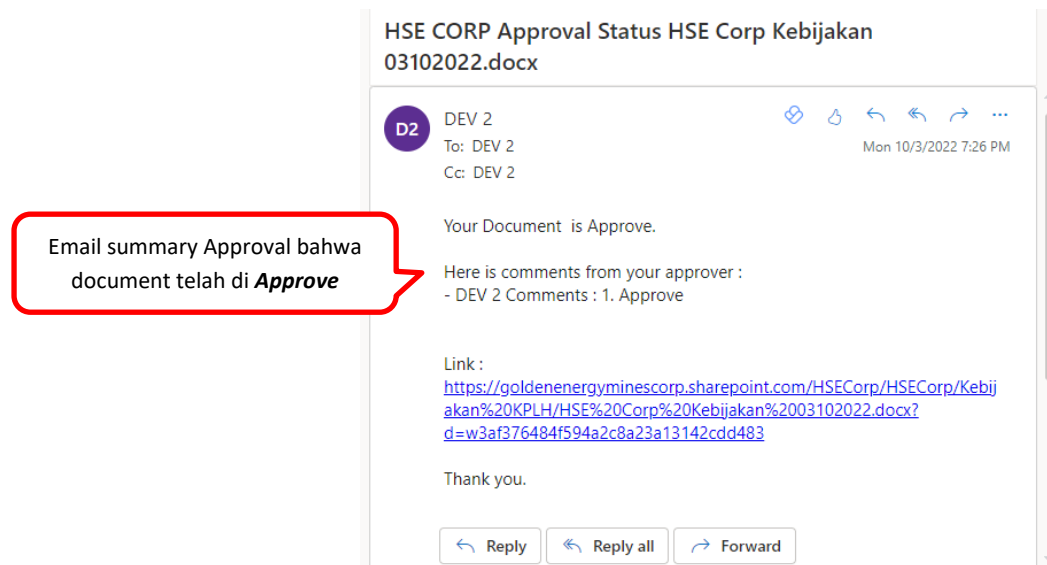 HSE CORP Approval Status HSE Corp Kebijakan
03102022.docx
D2
DEV 2
To: DEV 2
Mon 10/3/2022 7:26 PM
Cc: DEV 2
Your Document  is Approve.
Email summary Approval bahwa
document telah di Approve
Here is comments from your approver :
- DEV 2 Comments : 1. Approve
Link :
https://goldenenergyminescorp.sharepoint.com/HSECorp/HSECorp/Kebij
akan%20KPLH/HSE%20Corp%20Kebijakan%2003102022.docx?
d=w3af376484f594a2c8a23a13142cdd483
Thank you.
Reply
Reply all
Forward